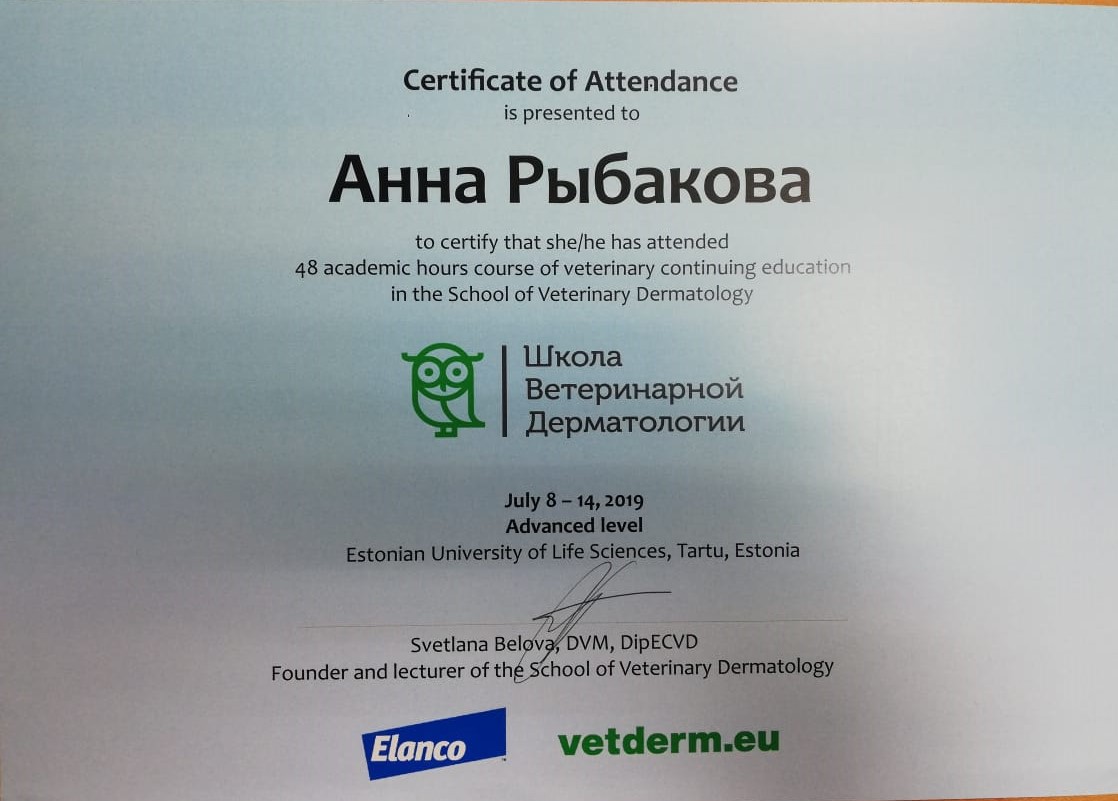 Certificate of Attendance
is presented to
Анна Рыбакова
to certify that she/he has attended
48 academic hours course of veterinary continuing education
in the School of Veterinary Dermatology
Школа
Ветеринарной
Дерматологии
July 8 – 14, 2019
Advanced level
Estonian University of Life Sciences, Tartu, Estonia
Svetlana Belova, DVM, DipECVD
Founder and lecturer of the School of Veterinary Dermatology
Elanco
vetderm.eu